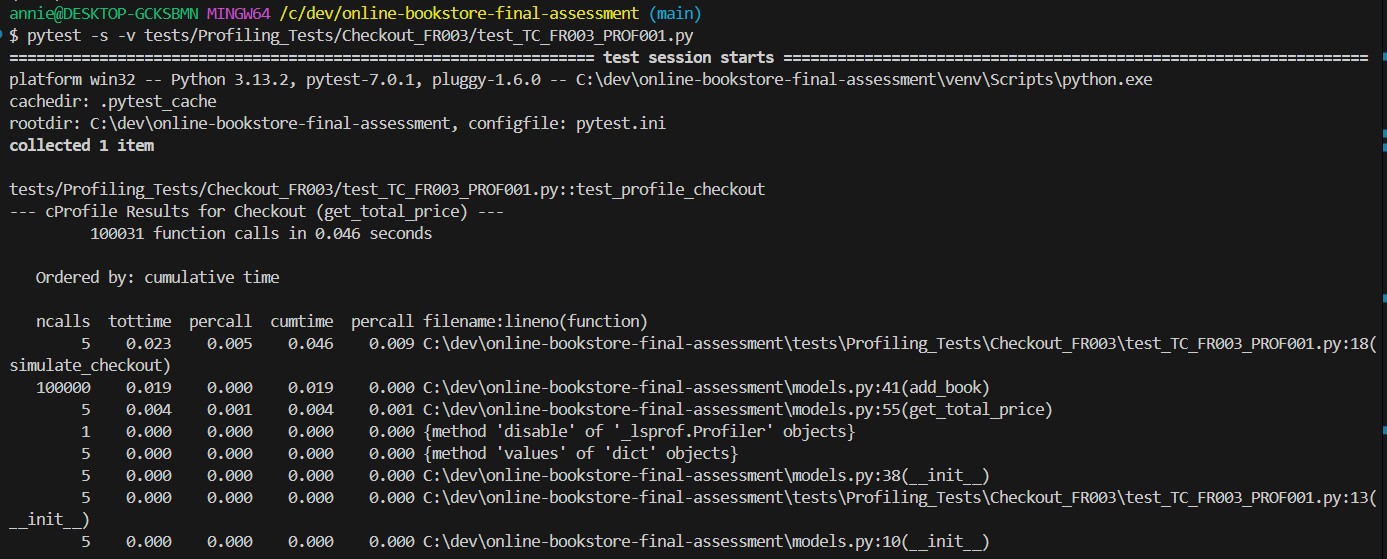 annie@DESKTOP-GCKSBMN MINGW64 /c/dev/online-bookstore-final-assessment (main)
$ pytest -s -v tests/Profiling_Tests/Checkout_FR003/test_TC_FR003_PROF001.py
============================================================= test session starts =============================================================
platform win32 -- Python 3.13.2, pytest-7.0.1, pluggy-1.6.0 -- C:\dev\online-bookstore-final-assessment\venv\Scripts\python.exe
cachedir: .pytest_cache
rootdir: C:\dev\online-bookstore-final-assessment, configfile: pytest.ini
collected 1 item

tests/Profiling_Tests/Checkout_FR003/test_TC_FR003_PROF001.py::test_profile_checkout
--- cProfile Results for Checkout (get_total_price) ---
         100031 function calls in 0.046 seconds

   Ordered by: cumulative time

   ncalls  tottime  percall  cumtime  percall filename:lineno(function)
        5    0.023    0.005    0.046    0.009 C:\dev\online-bookstore-final-assessment\tests\Profiling_Tests\Checkout_FR003\test_TC_FR003_PROF001.py:18(
simulate_checkout)
   100000    0.019    0.000    0.019    0.000 C:\dev\online-bookstore-final-assessment\models.py:41(add_book)
        5    0.004    0.001    0.004    0.001 C:\dev\online-bookstore-final-assessment\models.py:55(get_total_price)
        1    0.000    0.000    0.000    0.000 {method 'disable' of '_lsprof.Profiler' objects}
        5    0.000    0.000    0.000    0.000 {method 'values' of 'dict' objects}
        5    0.000    0.000    0.000    0.000 C:\dev\online-bookstore-final-assessment\models.py:38(__init__)
        5    0.000    0.000    0.000    0.000 C:\dev\online-bookstore-final-assessment\tests\Profiling_Tests\Checkout_FR003\test_TC_FR003_PROF001.py:13(
__init__)
        5    0.000    0.000    0.000    0.000 C:\dev\online-bookstore-final-assessment\models.py:10(__init__)